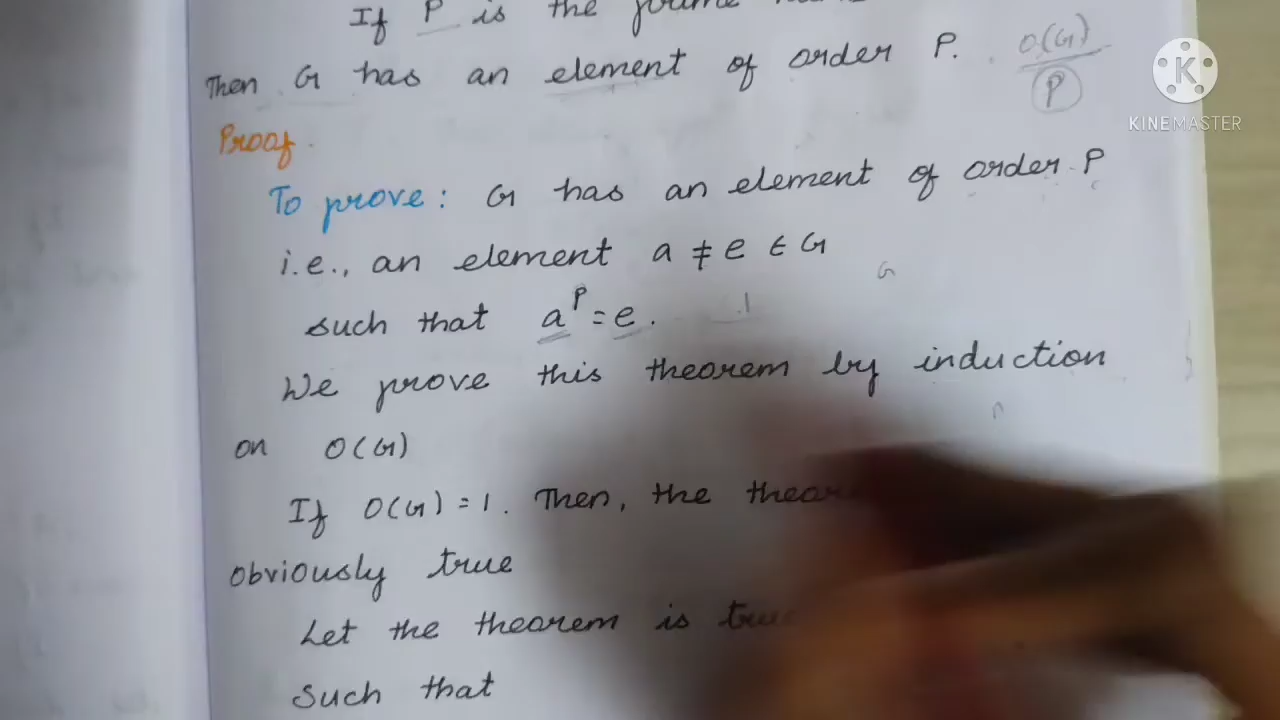 If P is the prime
Then G has an element of order P. O(G)/P
Proof.
To prove: G has an element of order P
i.e., an element a ≠ e ∈ G
such that a^P = e.
We prove this theorem by induction
on O(G)
If O(G) = 1. Then, the
obviously true
Let the theorem is true
Such that
K
KINEMASTER